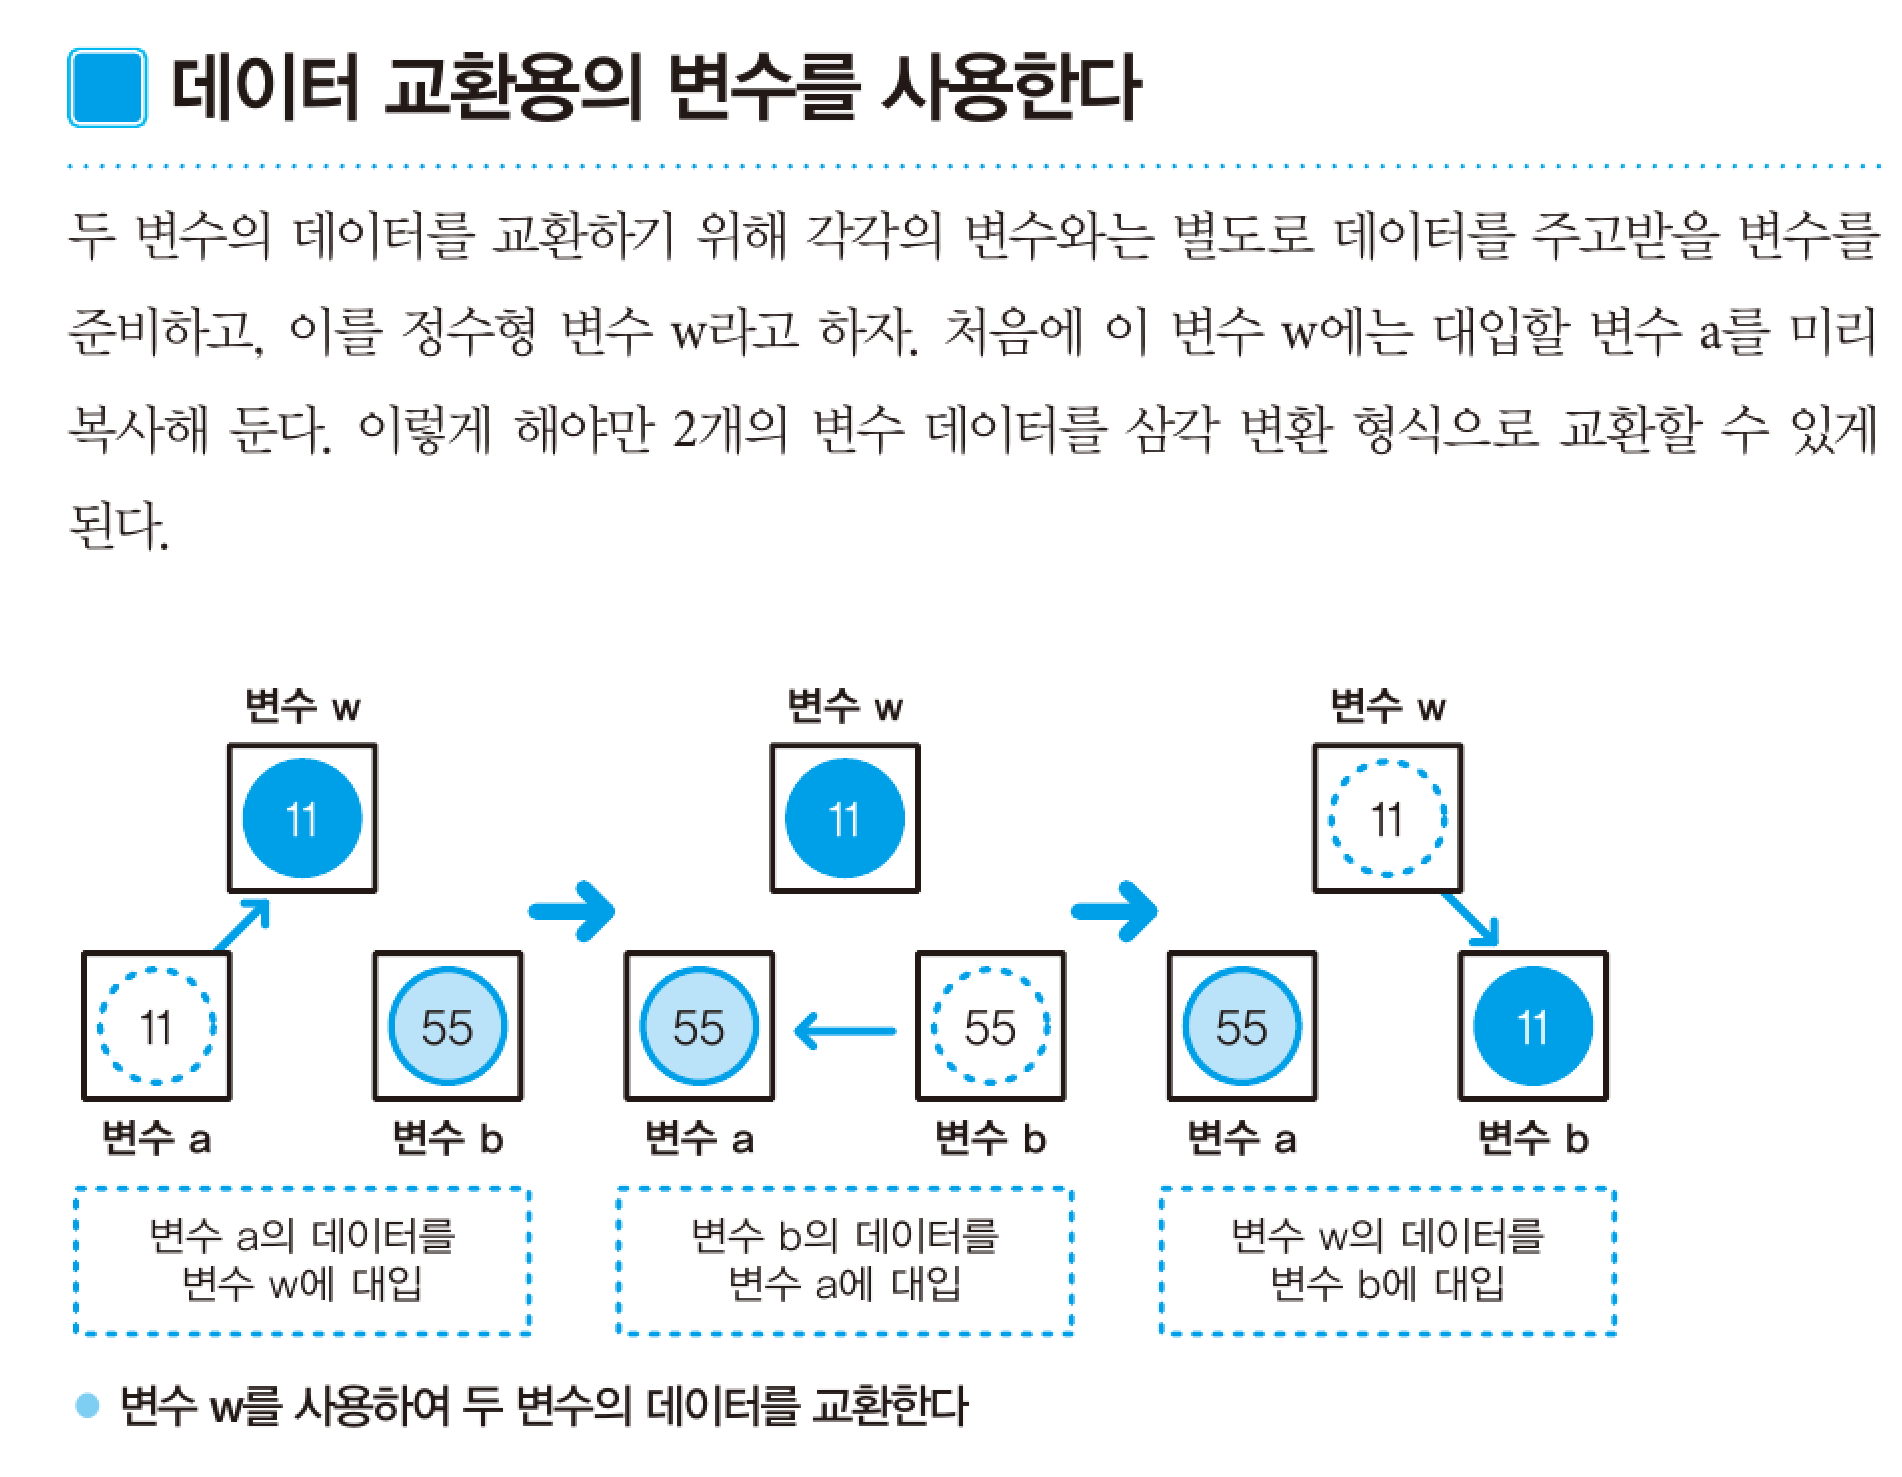 데이터 교환용의 변수를 사용한다
두 변수의 데이터를 교환하기 위해 각각의 변수와는 별도로 데이터를 주고받을 변수를
준비하고, 이를 정수형 변수 w라고 하자. 처음에 이 변수 w에는 대입할 변수 a를 미리
복사해 둔다. 이렇게 해야만 2개의 변수 데이터를 삼각 변환 형식으로 교환할 수 있게
된다.
변수 w
11
11
변수 a
55
변수 b
변수 a의 데이터를
변수 w에 대입
변수 w
11
55
변수 a
55
변수 b
변수 b의 데이터를
변수 a에 대입
변수 w
11
55
변수 a
11
변수 b
변수 w의 데이터를
변수 b에 대입
변수 w를 사용하여 두 변수의 데이터를 교환한다